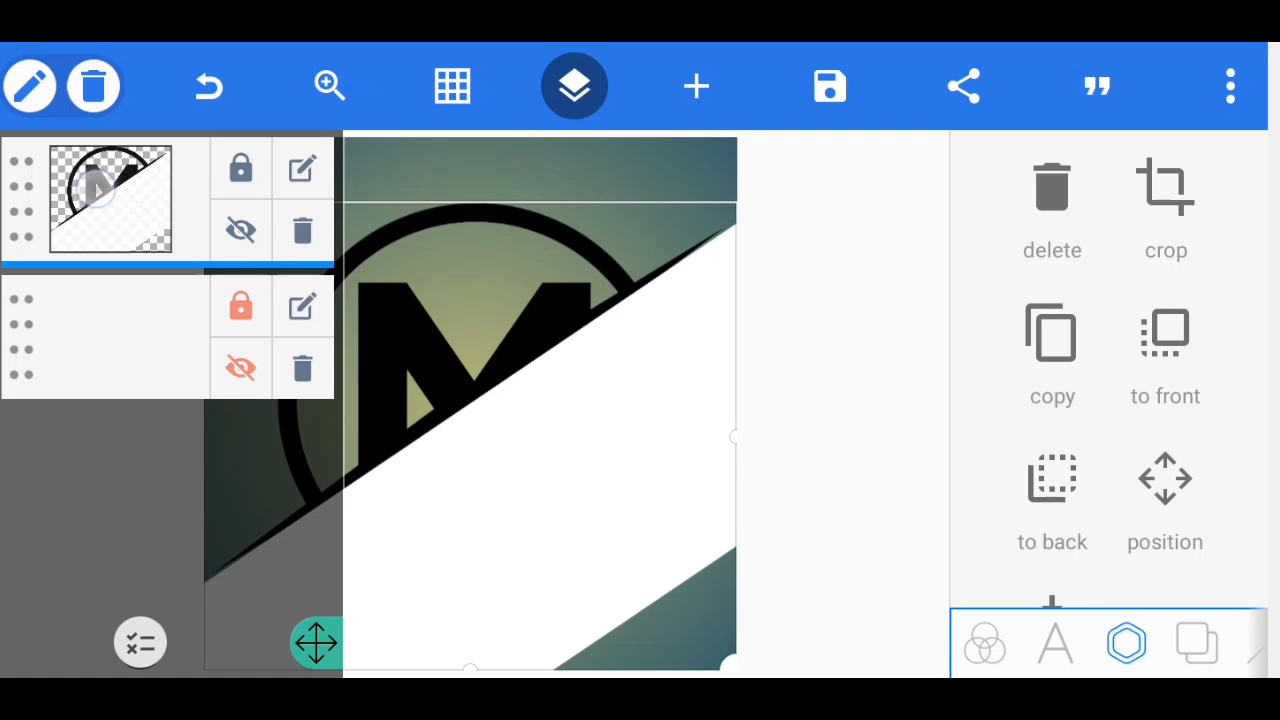 M
delete
crop
copy
to front
to back
position